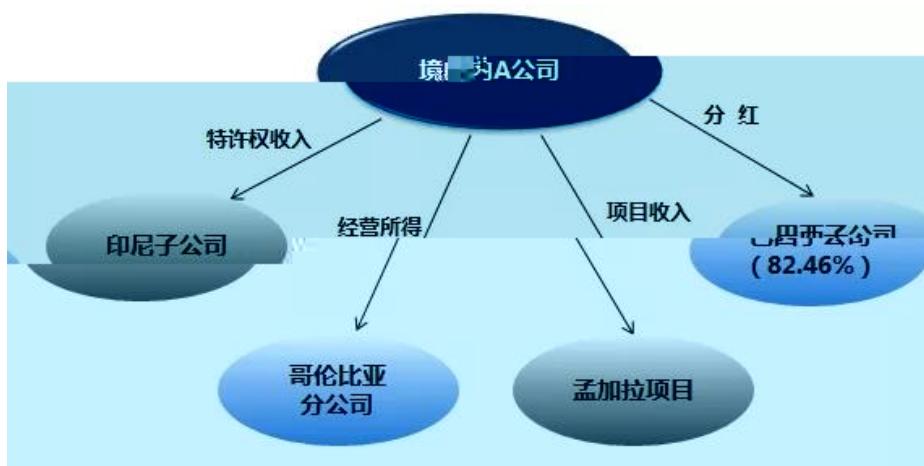 A公司
分 红
特许权收入
项目收入
经营所得
印尼子公司
(82.46%)
哥伦比亚
分公司
孟加拉项目